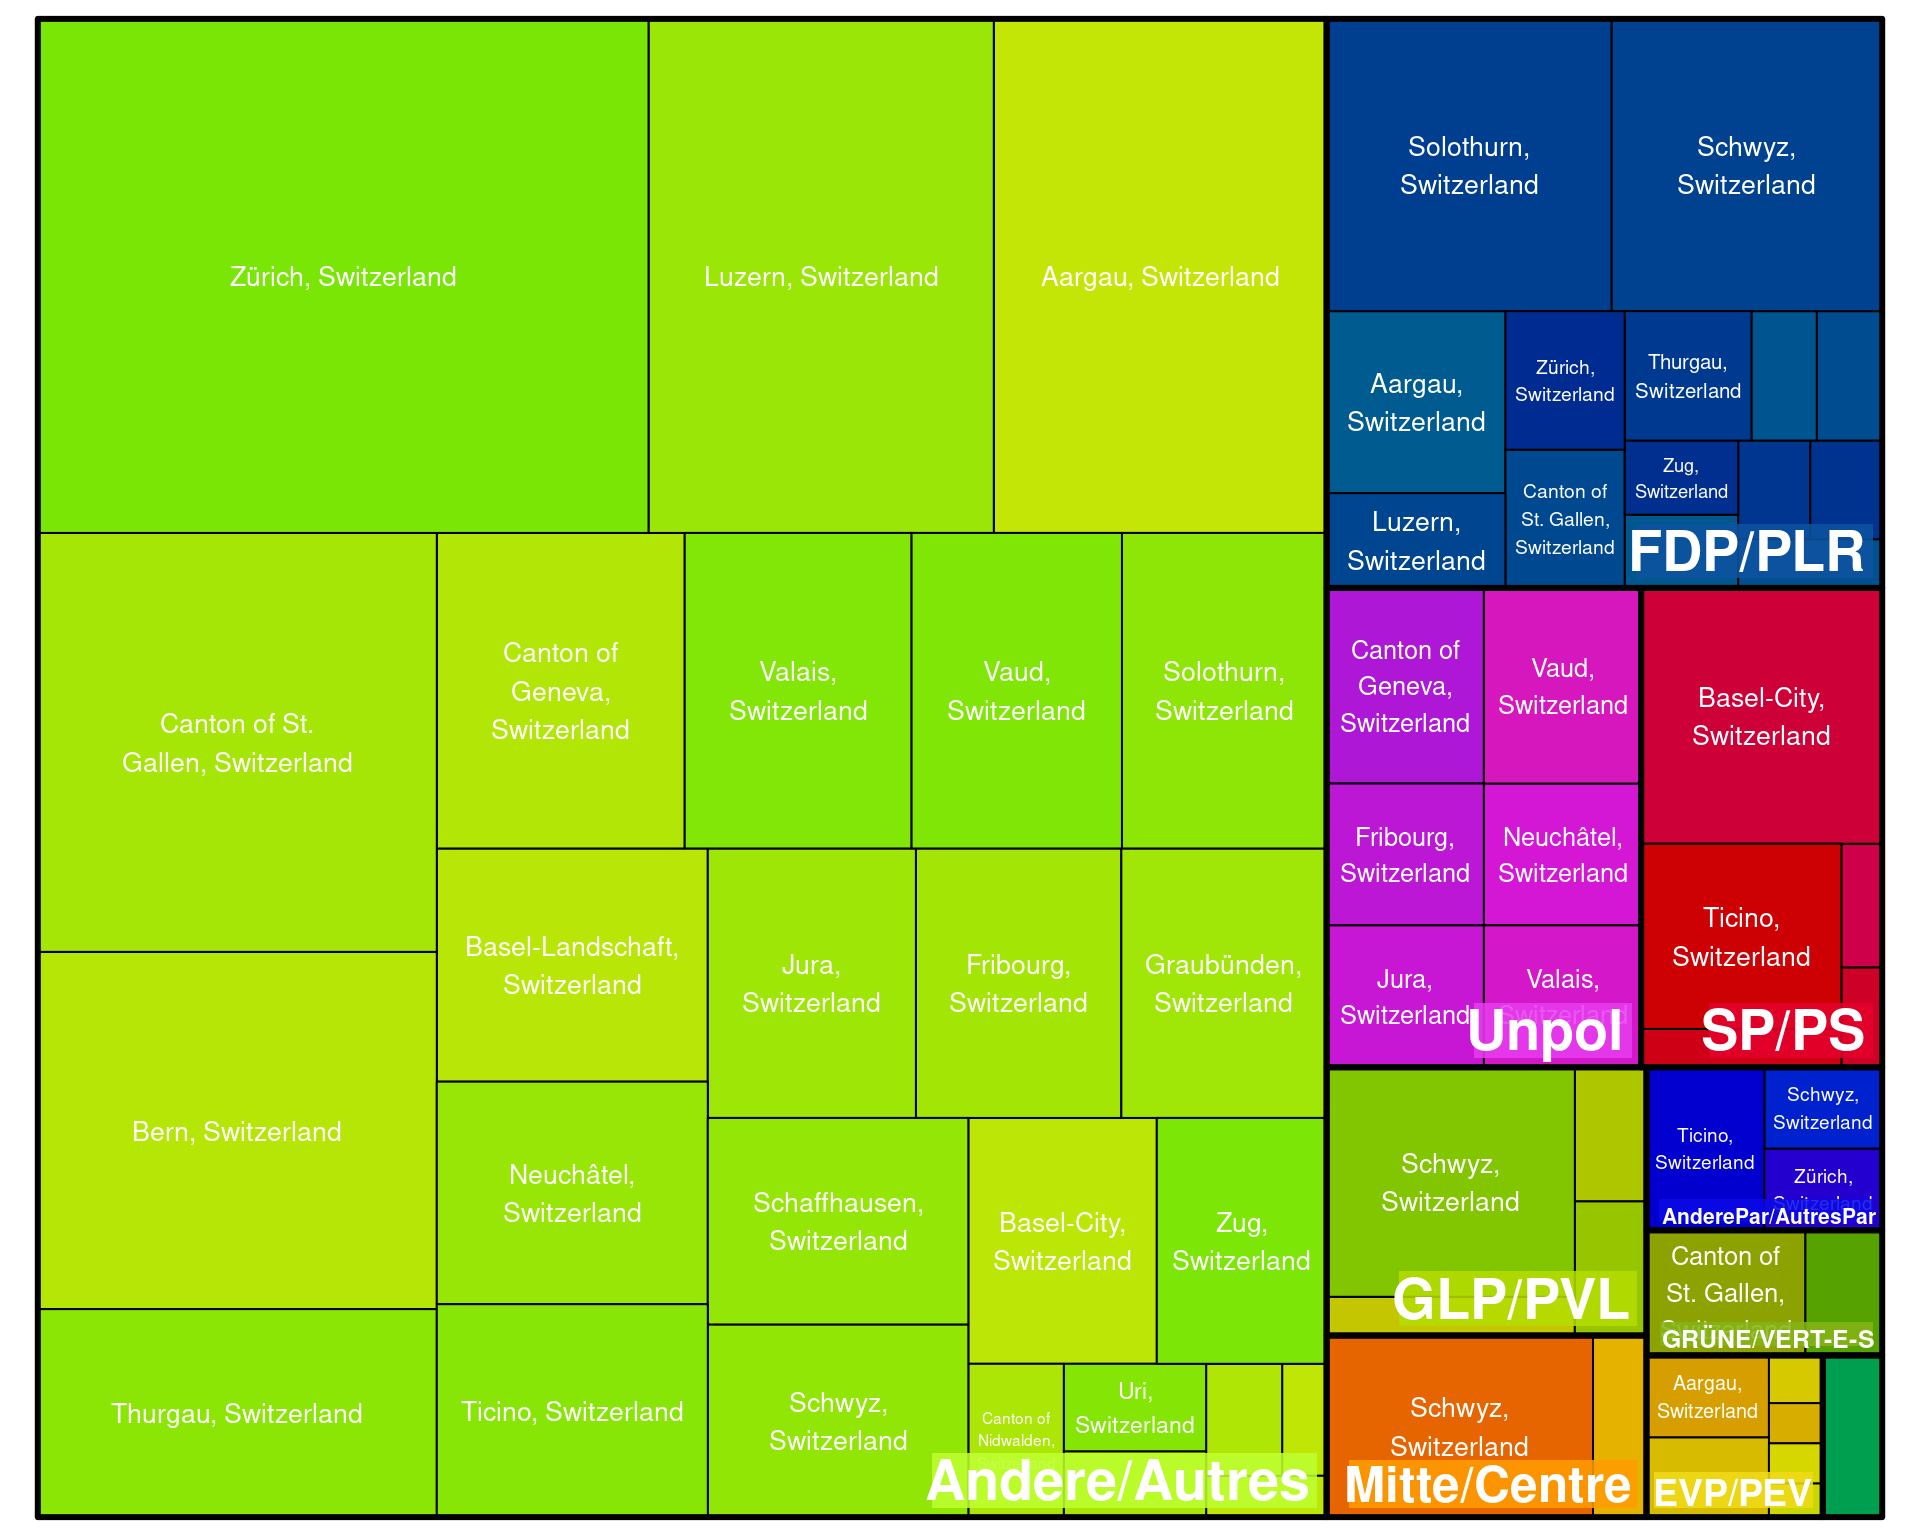 Zürich, Switzerland
Luzern, Switzerland
Aargau, Switzerland
Canton of St.
Gallen, Switzerland
Canton of
Geneva,
Switzerland
Valais,
Switzerland
Vaud,
Switzerland
Solothurn,
Switzerland
Bern, Switzerland
Basel-Landschaft,
Switzerland
Jura,
Switzerland
Fribourg,
Switzerland
Graubünden,
Switzerland
Neuchâtel,
Switzerland
Schaffhausen,
Switzerland
Basel-City,
Switzerland
Zug,
Switzerland
Thurgau, Switzerland
Ticino, Switzerland
Schwyz,
Switzerland
Canton of
Nidwalden,
Uri,
Switzerland
Andere/Autres
Solothurn,
Switzerland
Schwyz,
Switzerland
Aargau,
Switzerland
Zürich,
Switzerland
Thurgau,
Switzerland
Luzern,
Switzerland
Canton of
St. Gallen,
Switzerland
Zug,
Switzerland
FDP/PLR
Canton of
Geneva,
Switzerland
Vaud,
Switzerland
Fribourg,
Switzerland
Neuchâtel,
Switzerland
Jura,
Switzerland
Valais,
Switzerland
Unpol
Basel-City,
Switzerland
Ticino,
Switzerland
SP/PS
Schwyz,
Switzerland
GLP/PVL
Ticino,
Switzerland
Schwyz,
Switzerland
Zürich,
Switzerland
AnderePar/AutresPar
Canton of
St. Gallen,
Switzerland
GRÜNE/VERT-E-S
Schwyz,
Switzerland
Mitte/Centre
Aargau,
Switzerland
EVP/PEV